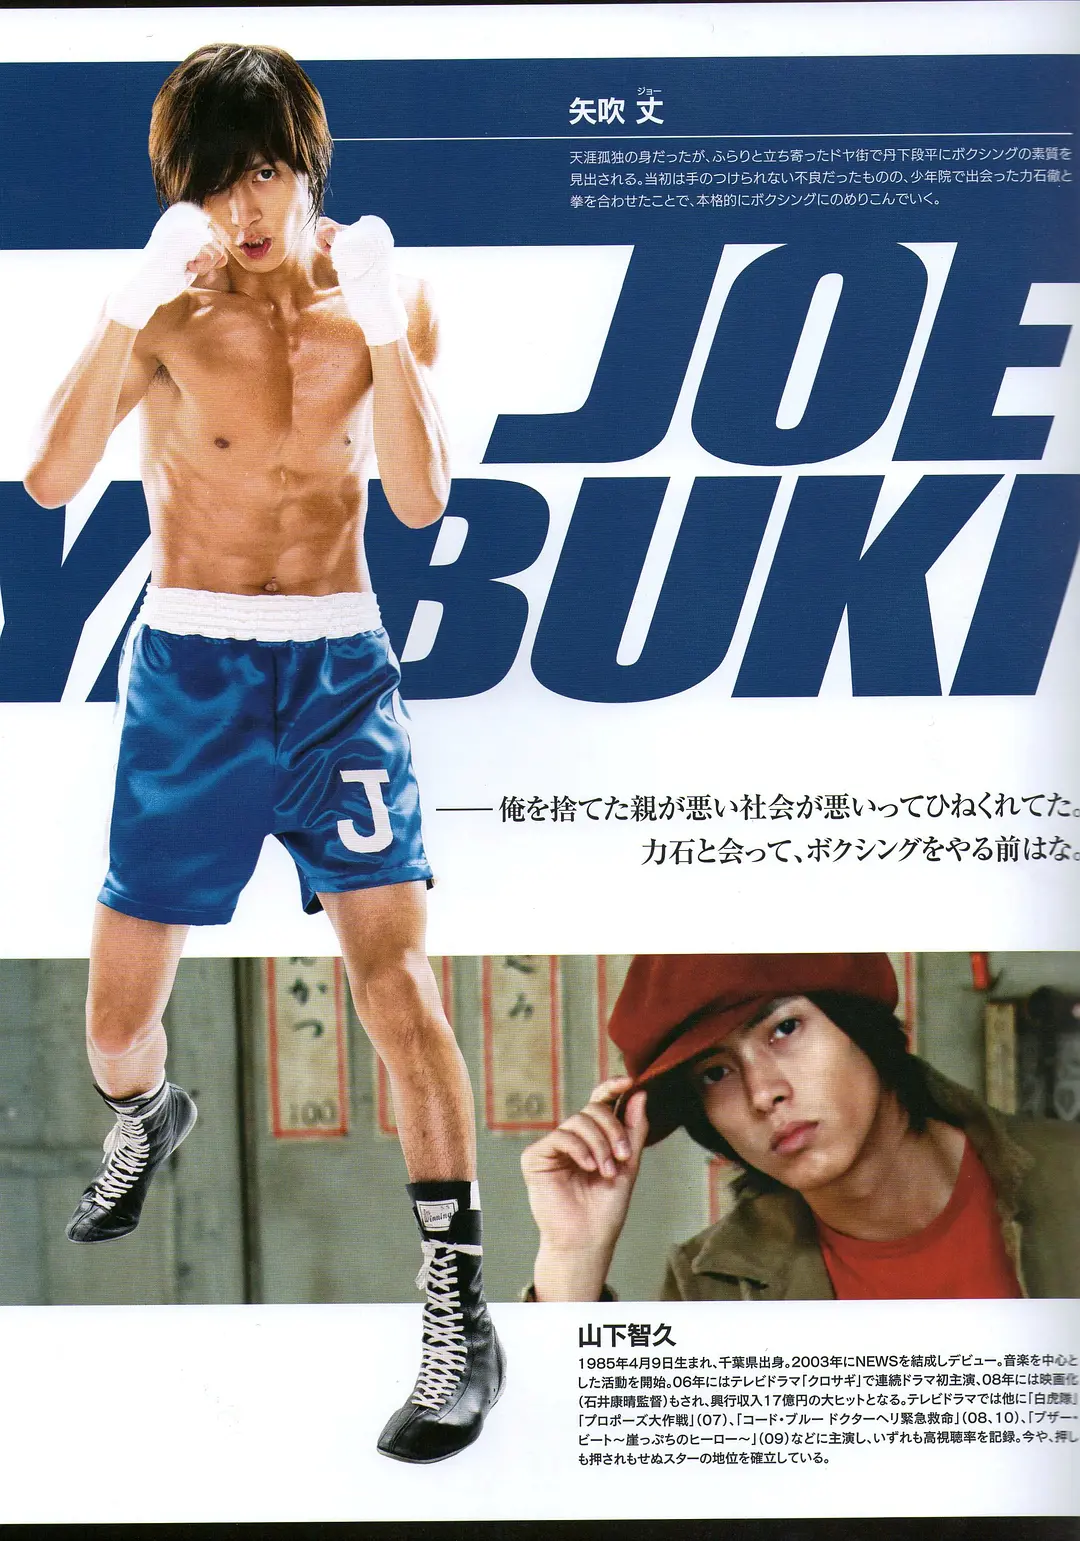 矢吹 丈
ジョー
天涯孤独の身だったが、ふらりと立ち寄ったドヤ街で丹下段平にボクシングの素質を
見出される。当初は手のつけられない不良だったものの、少年院で出会った力石徹と
拳を合わせたことで、本格的にボクシングにのめりこんでいく。
JOE
YABUKI
J
——俺を捨てた親が悪い社会が悪いってひねくれてた。
力石と会って、ボクシングをやる前はな。
かつ
100
50
Winning
山下智久
1985年4月9日生まれ、千葉県出身。2003年にNEWSを結成しデビュー。音楽を中心と
した活動を開始。06年にはテレビドラマ「クロサギ」で連続ドラマ初主演、08年には映画化
(石井康晴監督)もされ、興行収入17億円の大ヒットとなる。テレビドラマでは他に「白虎隊」
「プロポーズ大作戦」(07)、「コード・ブルー ドクターヘリ緊急救命」(08、10)、「ブザー・
ビート〜崖っぷちのヒーロー〜」(09)などに主演し、いずれも高視聴率を記録。今や、押し
も押されもせぬスターの地位を確立している。